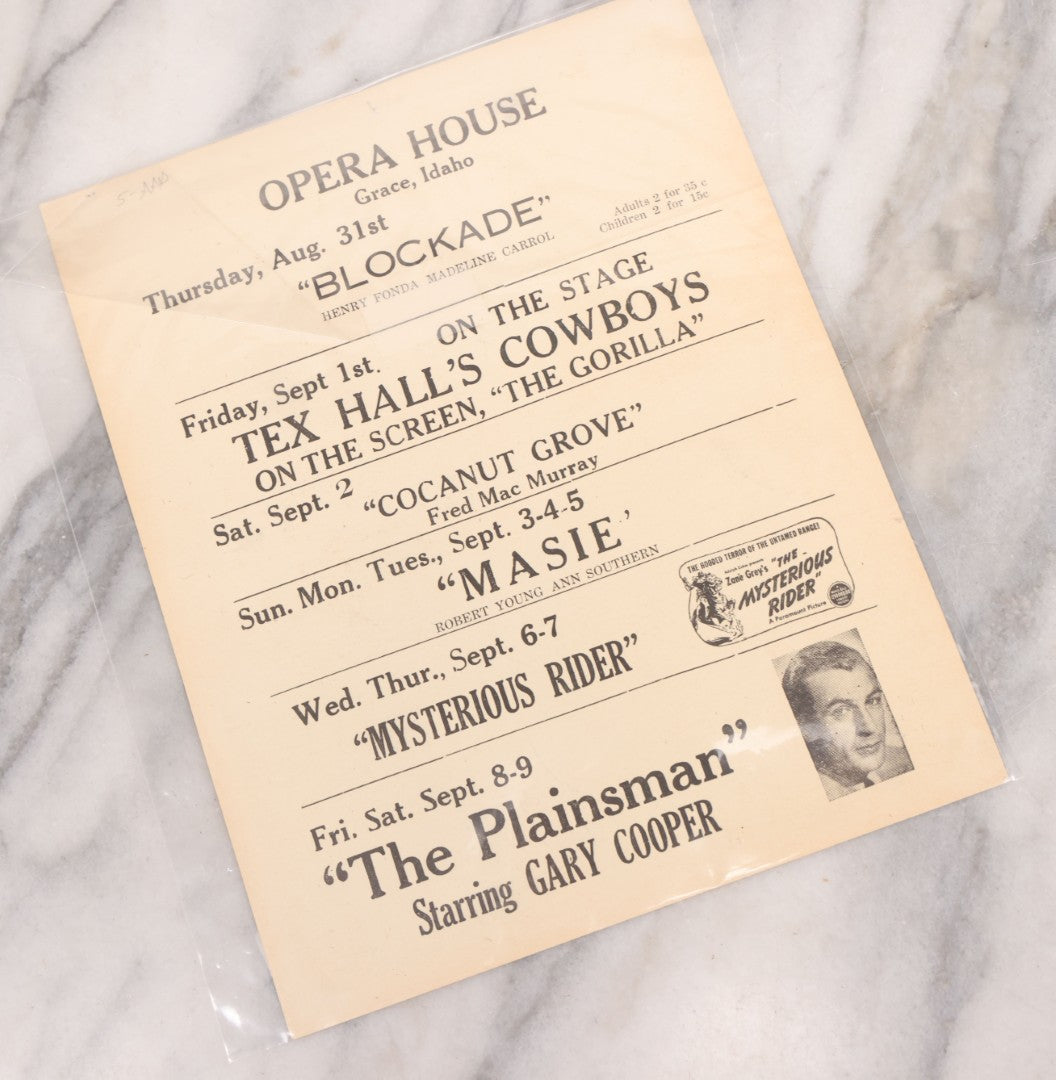 OPERA HOUSE
Grace, Idaho
Thursday, Aug. 31st
"BLOCKADE"
HENRY FONDA MADELINE CARROL
Adults 2 for 35 c
Children 2 for 15c
Friday, Sept 1st.
ON THE STAGE
TEX HALL'S COWBOYS
ON THE SCREEN, "THE GORILLA"
Sat. Sept. 2
"COCANUT GROVE"
Fred Mac Murray
Sun. Mon. Tues., Sept. 3-4-5
"MASIE'
ROBERT YOUNG ANN SOUTHERN
Wed. Thur., Sept. 6-7
"MYSTERIOUS RIDER"
THE HOODED TERROR OF THE UNTAMED RANGE!
Zane Grey's "THE
MYSTERIOUS
RIDER"
A Paramount Picture
Fri. Sat. Sept. 8-9
"The Plainsman"
Starring GARY COOPER